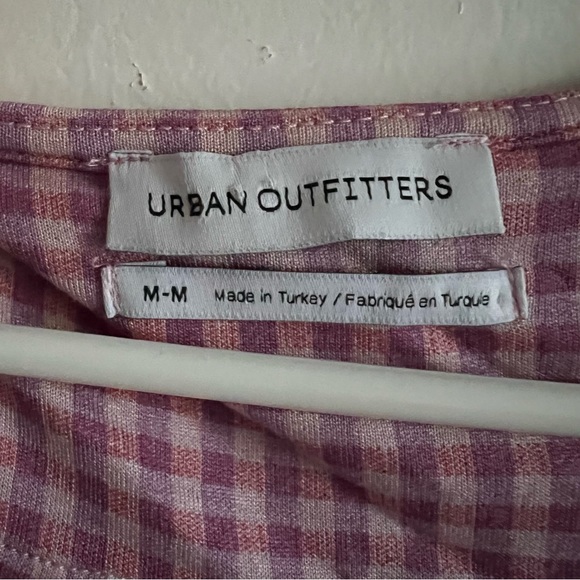 URBAN OUTFITTERS
M-M Made in Turkey / Fabriqué en Turquie